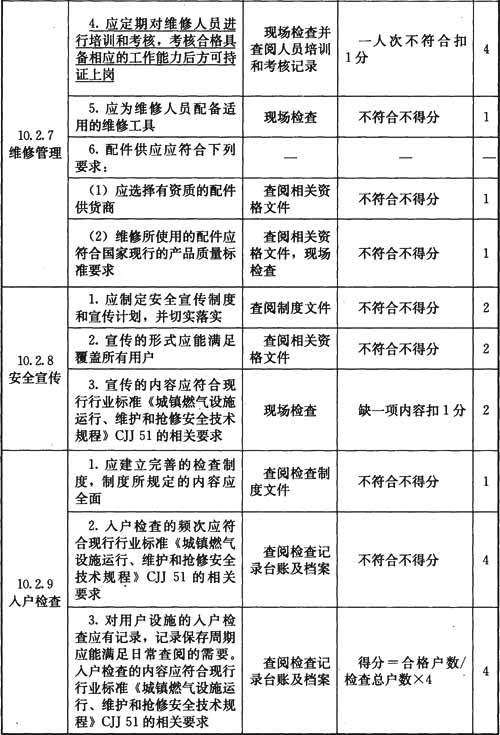 4. 应定期对维修人员进
行培训和考核，考核合格具
备相应的工作能力后方可持
证上岗
现场检查并
查阅人员培训
和考核记录
一人次不符合扣
1分
4
10.2.7
维修管理
5. 应为维修人员配备适
用的维修工具
现场检查
不符合不得分
1
6. 配件供应应符合下列
要求：
—
—
—
（1）应选择有资质的配件
供货商
查阅相关资
格文件
不符合不得分
1
（2）维修所使用的配件应
符合国家现行的产品质量标
准要求
查阅相关资
格文件，现场
检查
不符合不得分
1
10.2.8
安全宣传
1. 应制定安全宣传制度
和宣传计划，并切实落实
查阅制度文件
不符合不得分
2
2. 宣传的形式应能满足
覆盖所有用户
查阅相关资
格文件
不符合不得分
2
3. 宣传的内容应符合现
行行业标准《城镇燃气设施
运行、维护和抢修安全技术
规程》CJJ 51 的相关要求
现场检查
缺一项内容扣1分
2
10.2.9
入户检查
1. 应建立完善的检查制
度，制度所规定的内容应
全面
查阅检查制
度文件
不符合不得分
1
2. 入户检查的频次应符
合现行行业标准《城镇燃气
设施运行、维护和抢修安全
技术规程》CJJ 51 的相关
要求
查阅检查记
录台账及档案
不符合不得分
4
3. 对用户设施的入户检
查应有记录，记录保存周期
应能满足日常查阅的需要。
入户检查的内容应符合现行
行业标准《城镇燃气设施运
行、维护和抢修安全技术规
程》CJJ 51 的相关要求
查阅检查记
录台账及档案
得分＝合格户数/
检查总户数×4
4